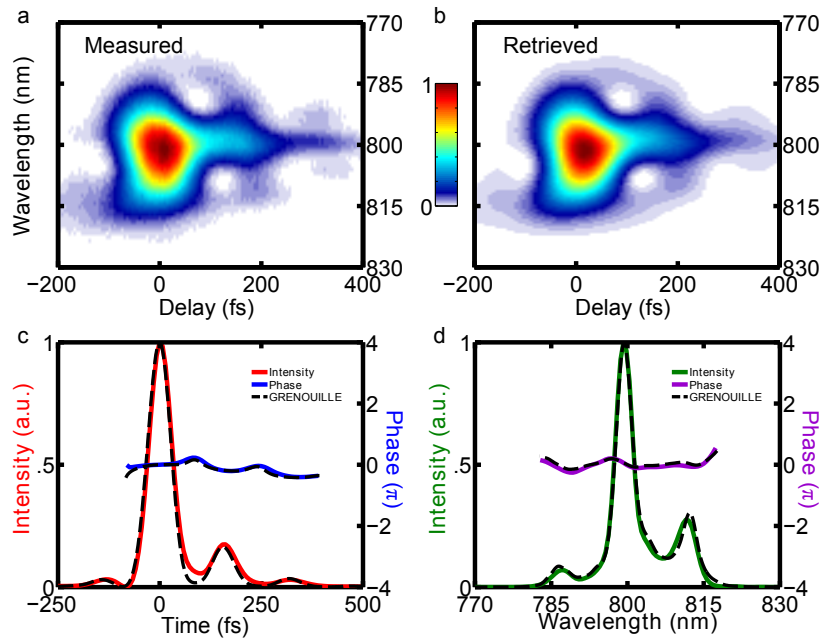 a
b
Measured
Retrieved
Wavelength (nm)
1
0
770
785
800
815
830
−200
0
200
400
Delay (fs)
−200
0
200
400
Delay (fs)
c
d
Intensity (a.u.)
1
.5
0
4
2
0
−2
−4
Phase (π)
Intensity
Phase
GRENOUILLE
−250
0
250
500
Time (fs)
Intensity (a.u.)
1
.5
0
4
2
0
−2
−4
Phase (π)
Intensity
Phase
GRENOUILLE
770
785
800
815
830
Wavelength (nm)
770
785
800
815
830